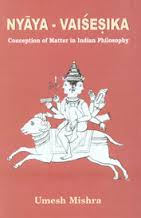 NYĀYA - VAIŚEṢIKA
Conception of Matter in Indian Philosophy
Umesh Mishra